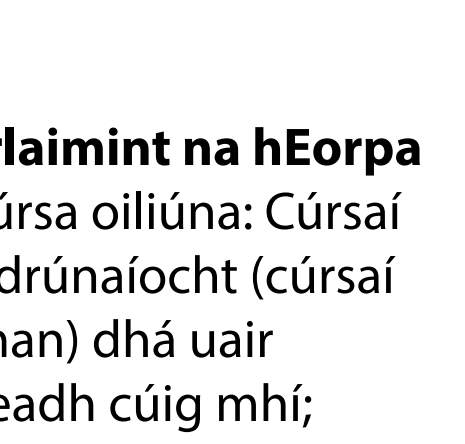 rlaimint na hEorpa
úrsa oiliúna: Cúrsaí
drúnaíocht (cúrsaí
nan) dhá uair
eadh cúig mhí;